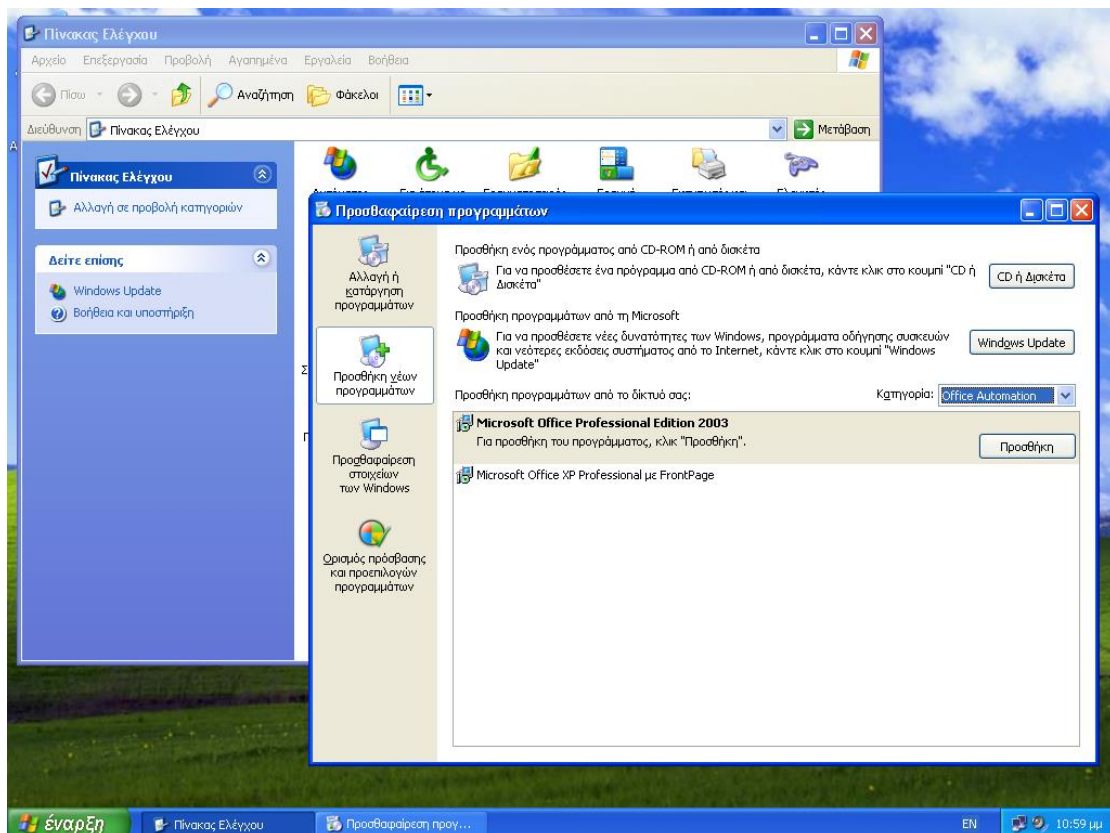 Πίνακας Ελέγχου
Αρχείο Επεξεργασία Προβολή Αγαπημένα Εργαλεία Βοήθεια
Πίσω Αναζήτηση Φάκελοι
Διεύθυνση Πίνακας Ελέγχου Μετάβαση
Πίνακας Ελέγχου
Αλλαγή σε προβολή κατηγοριών
Δείτε επίσης
Windows Update
Βοήθεια και υποστήριξη
Προσθαφαίρεση προγραμμάτων
Αλλαγή ή
κατάργηση
προγραμμάτων
Προσθήκη νέων
προγραμμάτων
Προσθαφαίρεση
στοιχείων
των Windows
Ορισμός πρόσβασης
και προεπιλογών
προγραμμάτων
Προσθήκη ενός προγράμματος από CD-ROM ή από δισκέτα
Για να προσθέσετε ένα πρόγραμμα από CD-ROM ή από δισκέτα, κάντε κλικ στο κουμπί "CD ή
Δισκέτα"
CD ή Δισκέτα
Προσθήκη προγραμμάτων από τη Microsoft
Για να προσθέσετε νέες δυνατότητες των Windows, προγράμματα οδήγησης συσκευών
και νεότερες εκδόσεις συστήματος από το Internet, κάντε κλικ στο κουμπί "Windows
Update"
Windows Update
Προσθήκη προγραμμάτων από το δίκτυό σας:
Κατηγορία: Office Automation
Microsoft Office Professional Edition 2003
Για προσθήκη του προγράμματος, κλικ "Προσθήκη".
Προσθήκη
Microsoft Office XP Professional με FrontPage
έναρξη Πίνακας Ελέγχου Προσθαφαίρεση προγ... EN 10:59 μμ